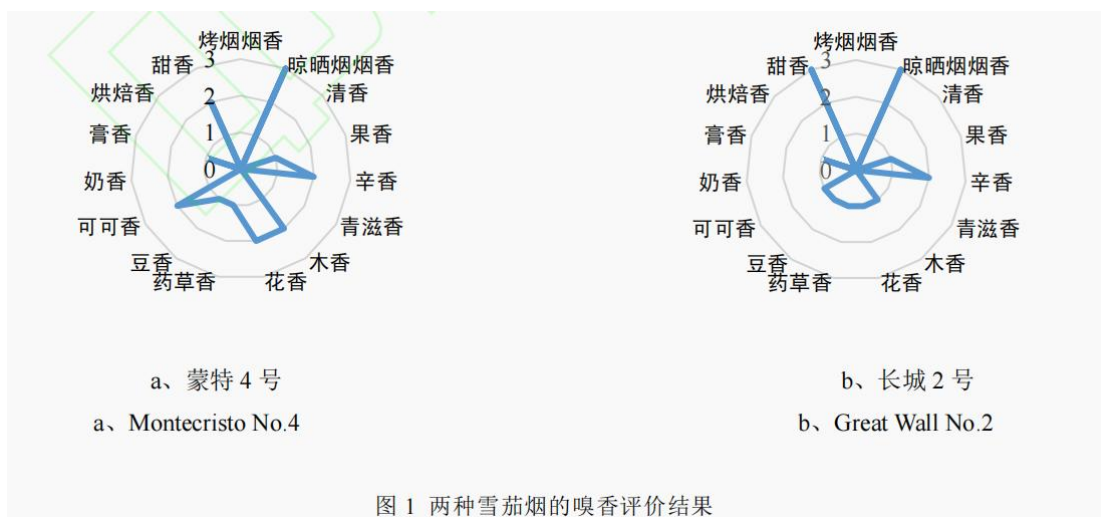 烤烟烟香
晾晒烟烟香
清香
果香
辛香
青滋香
木香
花香
药草香
豆香
可可香
奶香
膏香
烘焙香
甜香
3
2
1
0
烤烟烟香
晾晒烟烟香
清香
果香
辛香
青滋香
木香
花香
药草香
豆香
可可香
奶香
膏香
烘焙香
甜香
3
2
1
0
a、蒙特 4 号
a、Montecristo No.4
b、长城 2 号
b、Great Wall No.2
图 1 两种雪茄烟的嗅香评价结果